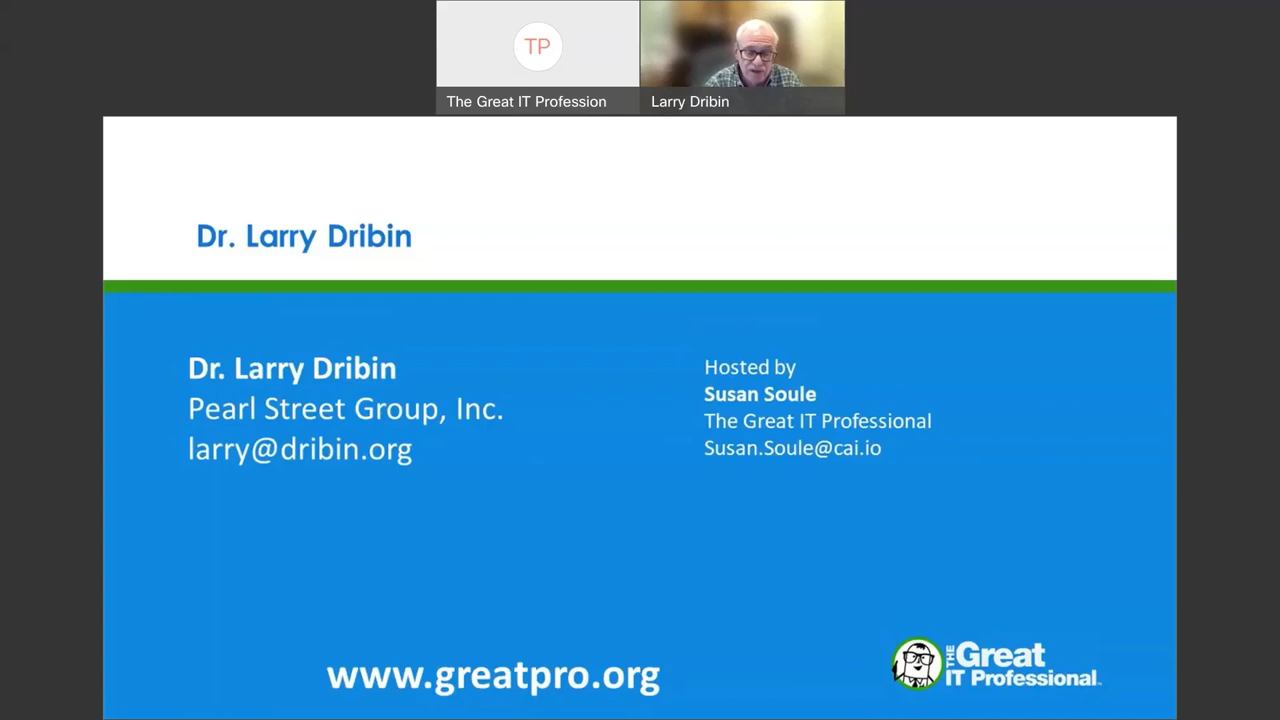 TP
The Great IT Profession
Larry Dribin
Dr. Larry Dribin
Dr. Larry Dribin
Pearl Street Group, Inc.
larry@dribin.org
Hosted by
Susan Soule
The Great IT Professional
Susan.Soule@cai.io
www.greatpro.org
THE Great
IT Professional